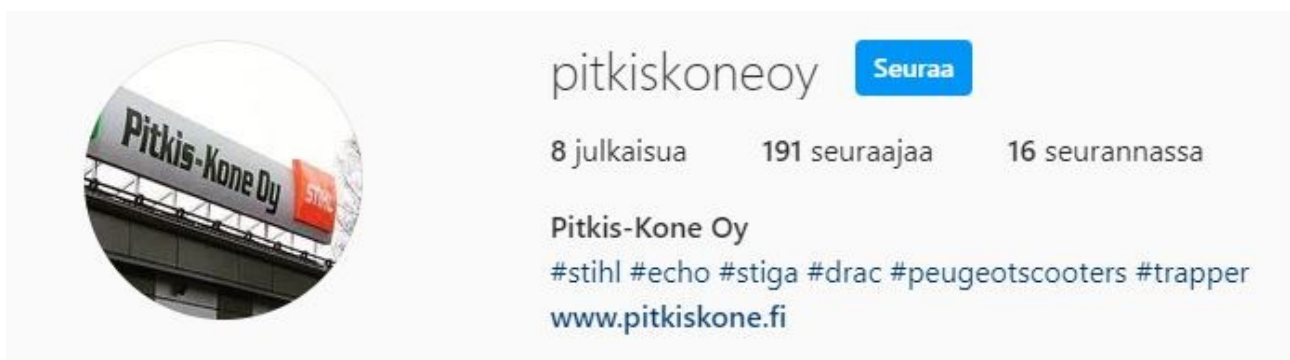 Pitkis-Kone Oy
STIHL
pitkiskoneoy Seuraa
8 julkaisua 191 seuraajaa 16 seurannassa
Pitkis-Kone Oy
#stihl #echo #stiga #drac #peugeotscooters #trapper
www.pitkiskone.fi